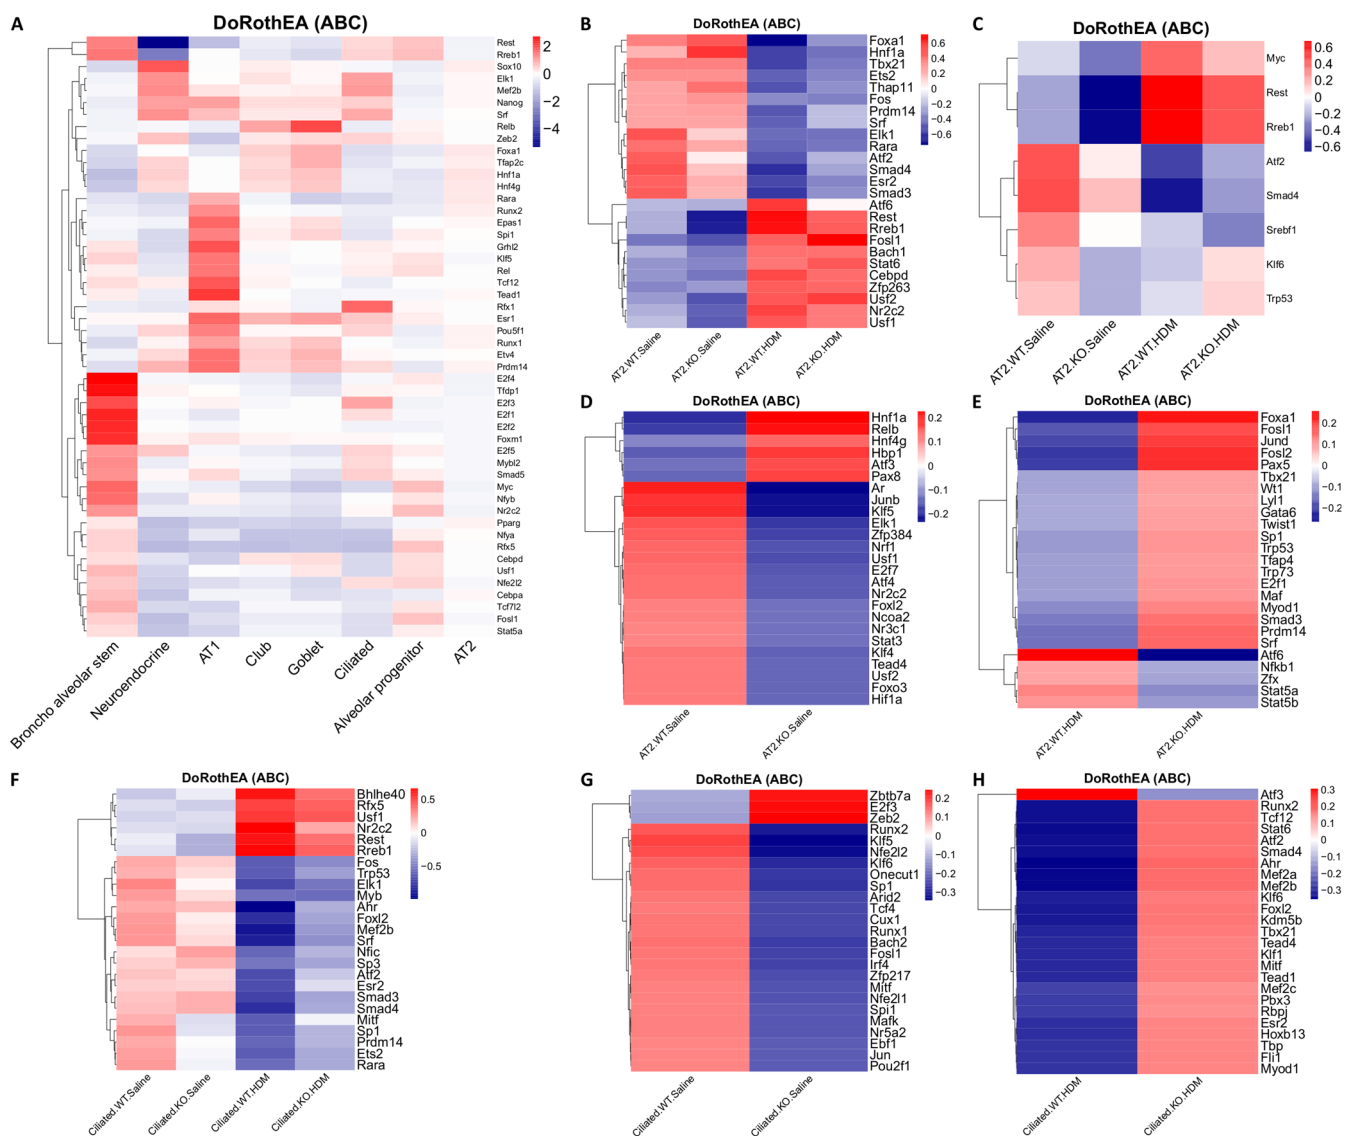 A
DoRothEA (ABC)
Rest
Rreb1
Sox10
Elk1
Mef2b
Nanog
Srf
Relb
Zeb2
Foxa1
Tfap2c
Hnf1a
Hnf4g
Rara
Runx2
Epas1
Spi1
Grhl2
Klf5
Rel
Tcf12
Tead1
Rfx1
Esr1
Pou5f1
Runx1
Etv4
Prdm14
E2f4
Tfdp1
E2f3
E2f1
E2f2
Foxm1
E2f5
Mybl2
Smad5
Myc
Nfyb
Nr2c2
Pparg
Nfya
Rfx5
Cebpd
Usf1
Nfe2l2
Cebpa
Tcf7l2
Fosl1
Stat5a
2
0
−2
−4
Broncho alveolar stem
Neuroendocrine
AT1
Club
Goblet
Ciliated
Alveolar progenitor
AT2
B
DoRothEA (ABC)
Foxa1
Hnf1a
Tbx21
Ets2
Thap11
Fos
Prdm14
Srf
Elk1
Rara
Atf2
Smad4
Esr2
Smad3
Atf6
Rest
Rreb1
Fosl1
Bach1
Stat6
Cebpd
Zfp263
Usf2
Nr2c2
Usf1
0.6
0.4
0.2
0
−0.2
−0.4
−0.6
AT2.WT.Saline
AT2.KO.Saline
AT2.WT.HDM
AT2.KO.HDM
C
DoRothEA (ABC)
Myc
Rest
Rreb1
Atf2
Smad4
Srebf1
Klf6
Trp53
0.6
0.4
0.2
0
−0.2
−0.4
−0.6
AT2.WT.Saline
AT2.KO.Saline
AT2.WT.HDM
AT2.KO.HDM
D
DoRothEA (ABC)
Hnf1a
Relb
Hnf4g
Hbp1
Atf3
Pax8
Ar
Junb
Klf5
Elk1
Zfp384
Nrf1
Usf1
E2f7
Atf4
Nr2c2
Foxl2
Ncoa2
Nr3c1
Stat3
Klf4
Tead4
Usf2
Foxo3
Hif1a
0.2
0.1
0
−0.1
−0.2
AT2.WT.Saline
AT2.KO.Saline
E
DoRothEA (ABC)
Foxa1
Fosl1
Jund
Fosl2
Pax5
Tbx21
Wt1
Lyl1
Gata6
Twist1
Sp1
Trp53
Tfap4
Trp73
E2f1
Maf
Myod1
Smad3
Prdm14
Srf
Atf6
Nfkb1
Zfx
Stat5a
Stat5b
0.2
0.1
0
−0.1
−0.2
AT2.WT.HDM
AT2.KO.HDM
F
DoRothEA (ABC)
Bhlhe40
Rfx5
Usf1
Nr2c2
Rest
Rreb1
Fos
Trp53
Elk1
Myb
Ahr
Foxl2
Mef2b
Srf
Nfic
Sp3
Atf2
Esr2
Smad3
Smad4
Mitf
Sp1
Prdm14
Ets2
Rara
0.5
0
−0.5
Ciliated.WT.Saline
Ciliated.KO.Saline
Ciliated.WT.HDM
Ciliated.KO.HDM
G
DoRothEA (ABC)
Zbtb7a
E2f3
Zeb2
Runx2
Klf5
Nfe2l2
Klf6
Onecut1
Sp1
Arid2
Tcf4
Cux1
Runx1
Bach2
Fosl1
Irf4
Zfp217
Mitf
Nfe2l1
Spi1
Mafk
Nr5a2
Ebf1
Jun
Pou2f1
0.2
0.1
0
−0.1
−0.2
−0.3
Ciliated.WT.Saline
Ciliated.KO.Saline
H
DoRothEA (ABC)
Atf3
Runx2
Tcf12
Stat6
Atf2
Smad4
Ahr
Mef2a
Mef2b
Klf6
Foxl2
Kdm5b
Tbx21
Tead4
Klf1
Mitf
Tead1
Mef2c
Pbx3
Rbpj
Esr2
Hoxb13
Tbp
Fli1
Myod1
0.3
0.2
0.1
0
−0.1
−0.2
−0.3
Ciliated.WT.HDM
Ciliated.KO.HDM